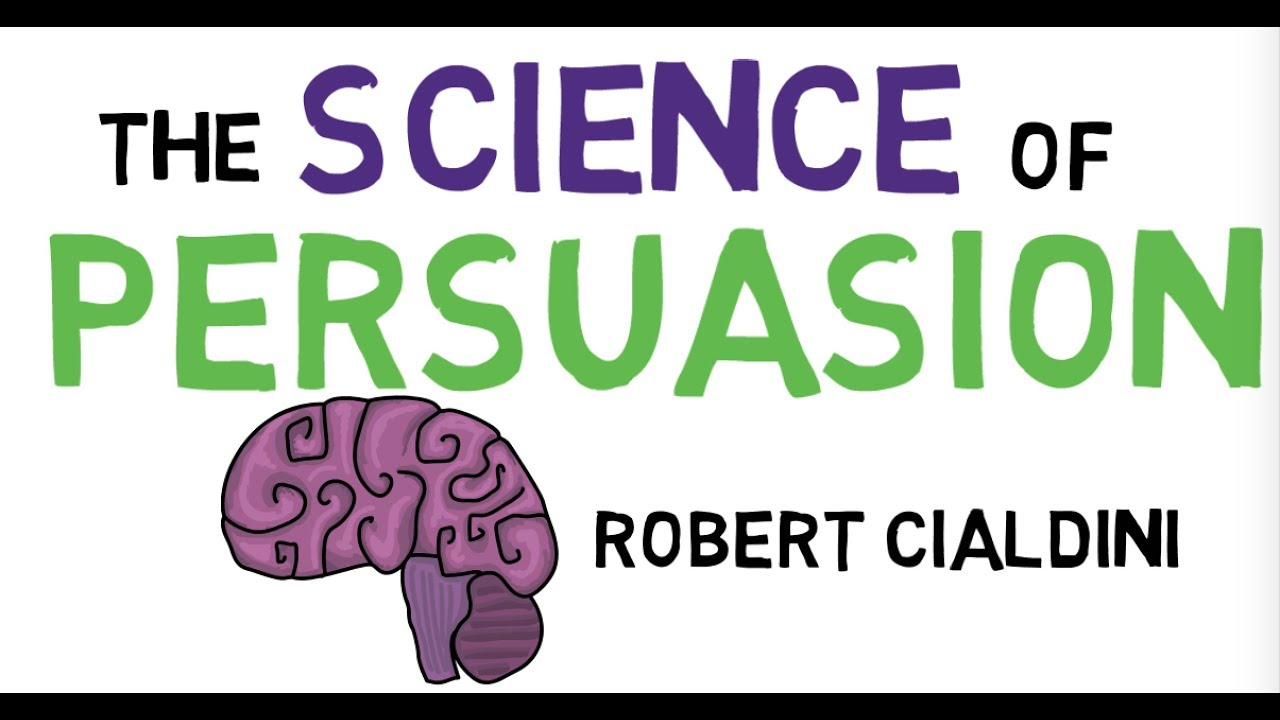 THE SCIENCE OF
PERSUASION
ROBERT CIALDINI